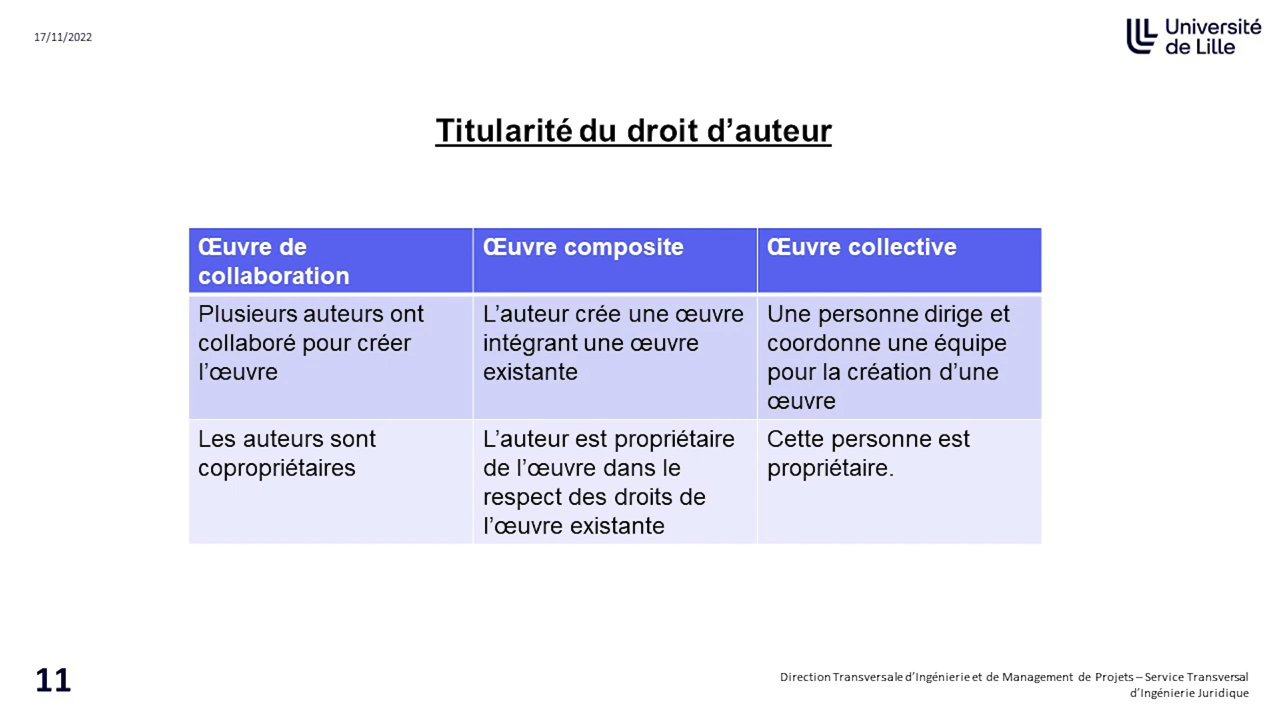 17/11/2022
Université
de Lille
Titularité du droit d’auteur
Œuvre de
collaboration
Œuvre composite
Œuvre collective
Plusieurs auteurs ont
collaboré pour créer
l’œuvre
L’auteur crée une œuvre
intégrant une œuvre
existante
Une personne dirige et
coordonne une équipe
pour la création d’une
œuvre
Les auteurs sont
copropriétaires
L’auteur est propriétaire
de l’œuvre dans le
respect des droits de
l’œuvre existante
Cette personne est
propriétaire.
11
Direction Transversale d’Ingénierie et de Management de Projets – Service Transversal
d’Ingénierie Juridique